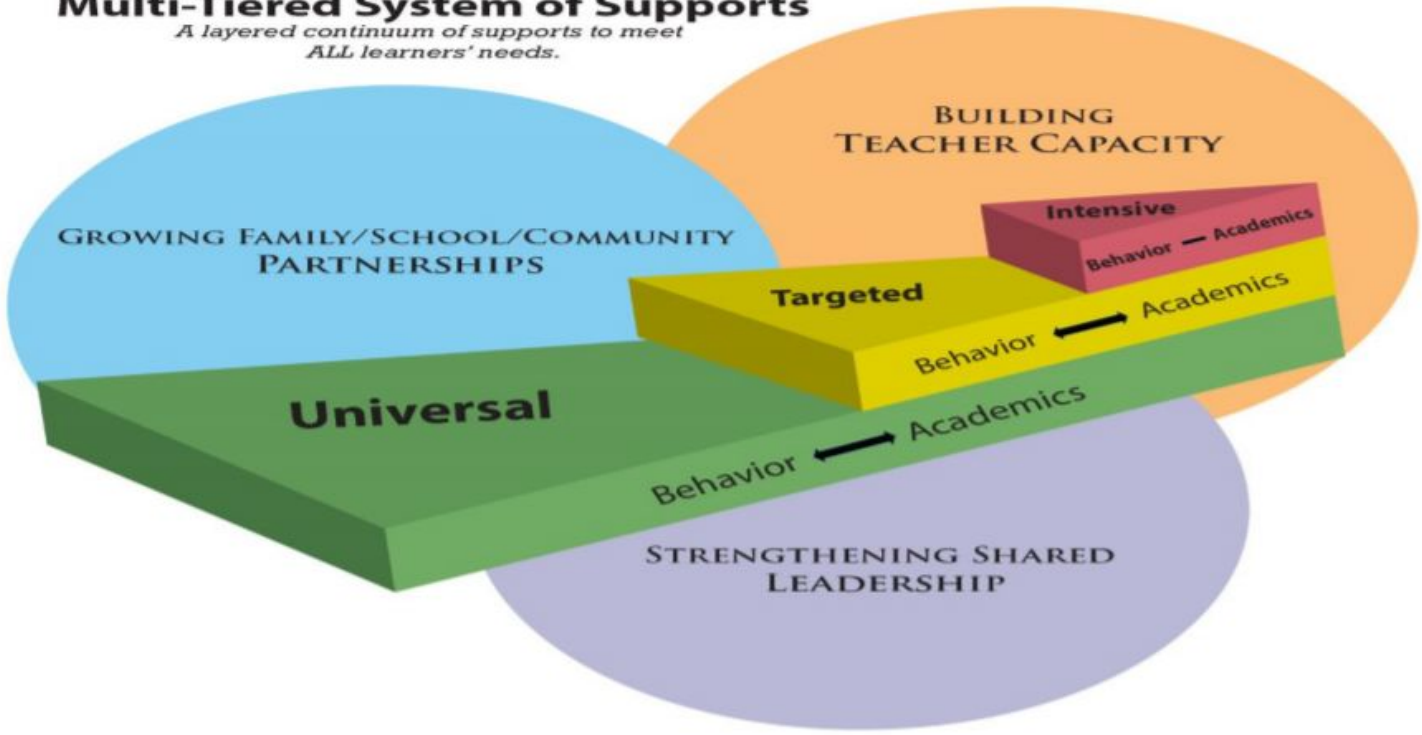 Multi-Tiered System of Supports
A layered continuum of supports to meet
ALL learners' needs.
BUILDING
TEACHER CAPACITY
GROWING FAMILY/SCHOOL/COMMUNITY
PARTNERSHIPS
Intensive
Behavior — Academics
Targeted
Behavior ↔ Academics
Universal
Behavior ↔ Academics
STRENGTHENING SHARED
LEADERSHIP